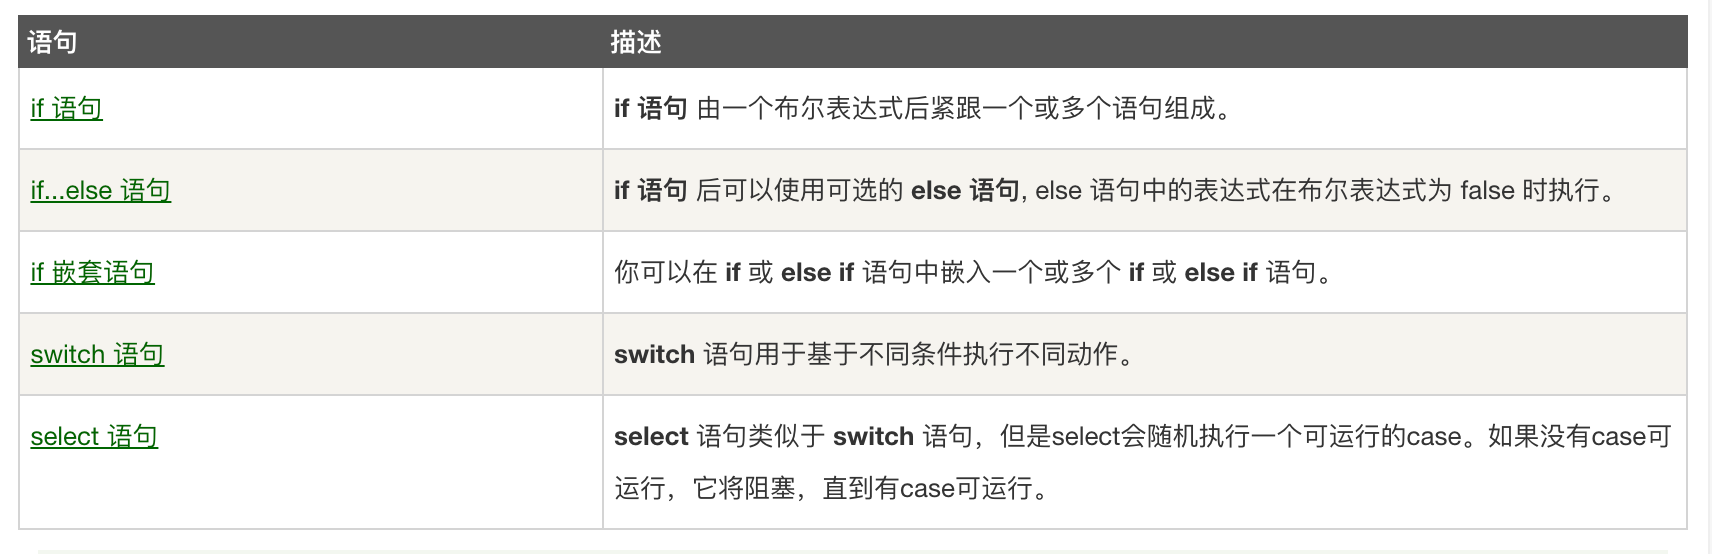 语句 描述
if 语句 if 语句 由一个布尔表达式后紧跟一个或多个语句组成。
if...else 语句 if 语句 后可以使用可选的 else 语句, else 语句中的表达式在布尔表达式为 false 时执行。
if 嵌套语句 你可以在 if 或 else if 语句中嵌入一个或多个 if 或 else if 语句。
switch 语句 switch 语句用于基于不同条件执行不同动作。
select 语句 select 语句类似于 switch 语句，但是select会随机执行一个可运行的case。如果没有case可
运行，它将阻塞，直到有case可运行。